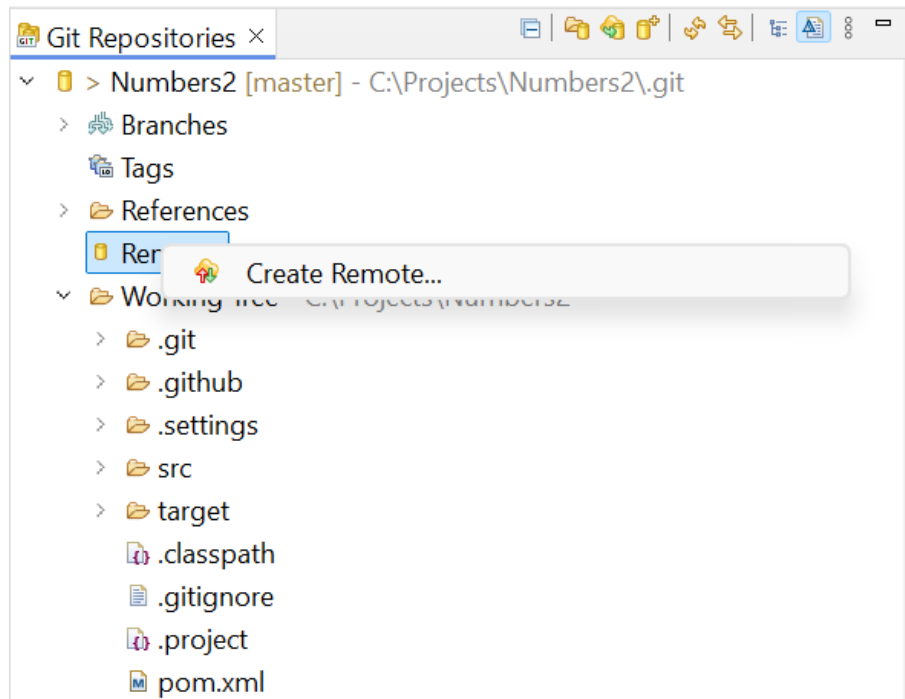 Git Repositories
> Numbers2 [master] - C:\Projects\Numbers2\.git
Branches
Tags
References
Create Remote...
.git
.github
.settings
src
target
.classpath
.gitignore
.project
pom.xml